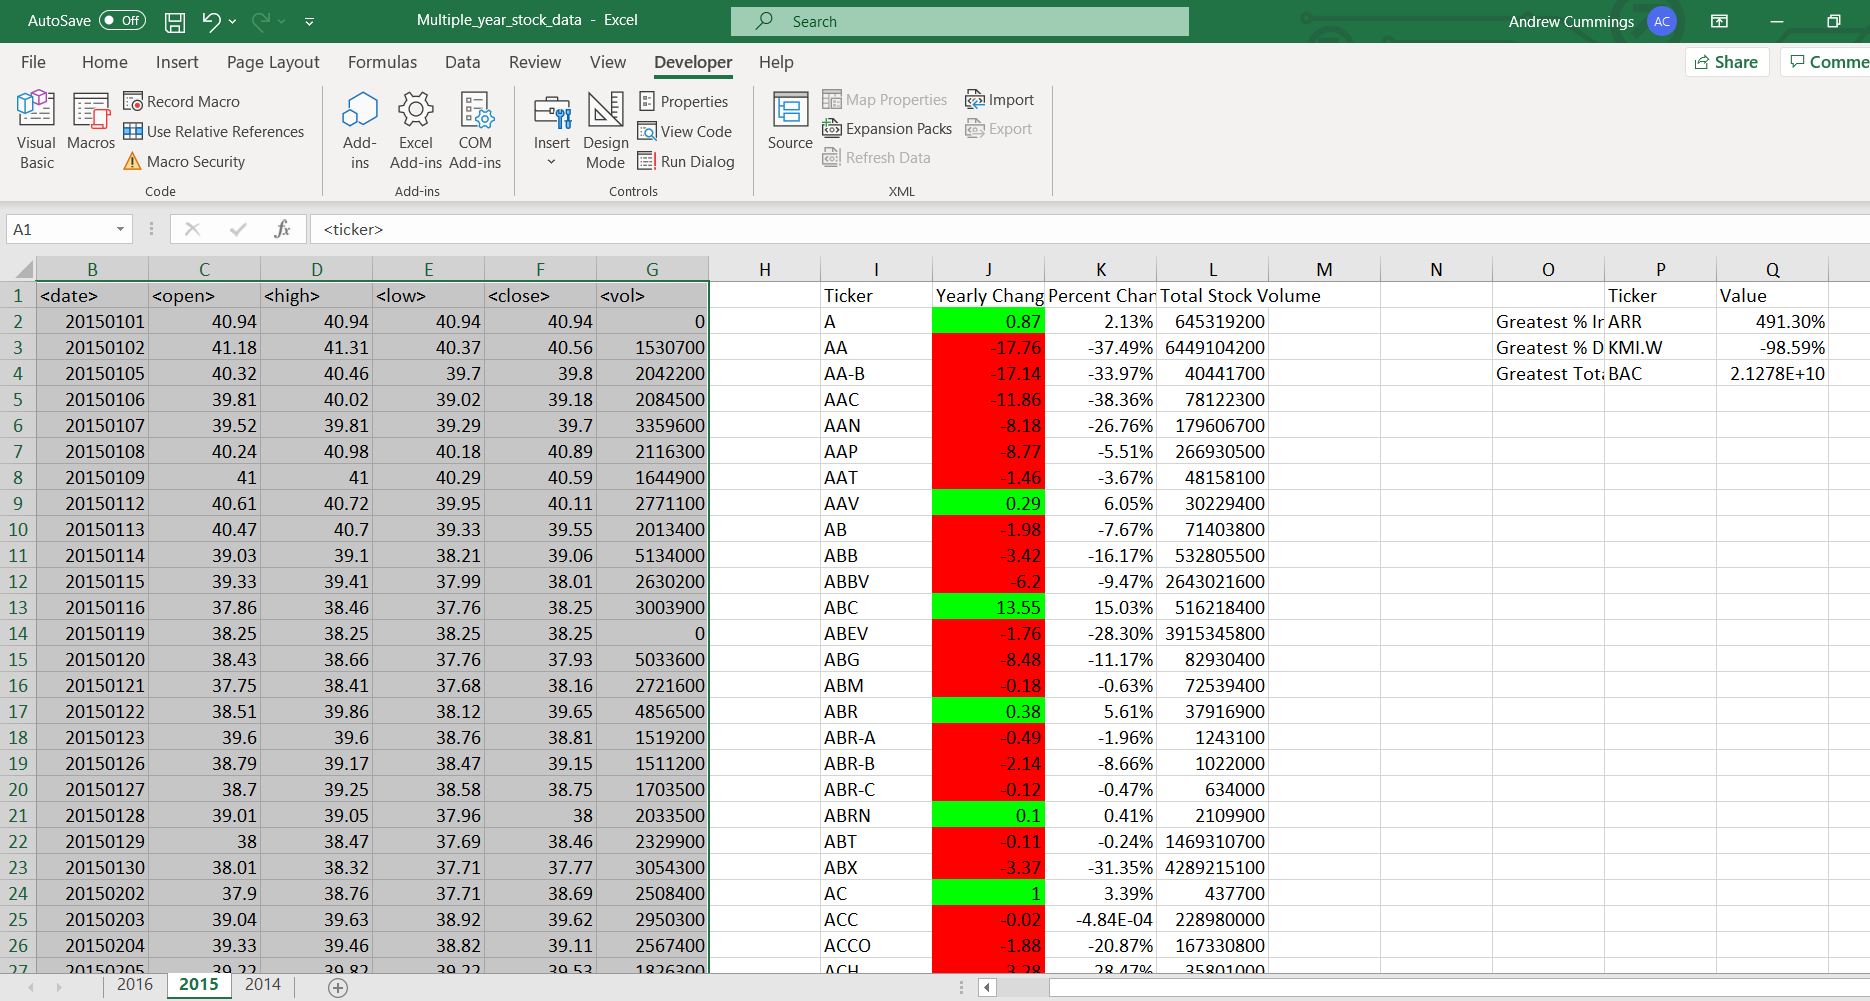 AutoSave Off Multiple_year_stock_data - Excel Search Andrew Cummings AC
File Home Insert Page Layout Formulas Data Review View Developer Help Share Comme
Visual Basic
Macros
Record Macro
Use Relative References
Macro Security
Code
Add-ins
Excel Add-ins
COM Add-ins
Add-ins
Insert
Design Mode
Properties
View Code
Run Dialog
Controls
Source
Map Properties
Expansion Packs
Refresh Data
Import
Export
XML
A1 fx <ticker>
B C D E F G H I J K L M N O P Q
1 <date> <open> <high> <low> <close> <vol> Ticker Yearly Chang Percent Char Total Stock Volume Ticker Value
2 20150101 40.94 40.94 40.94 40.94 0 A 0.87 2.13% 645319200 Greatest % Ir ARR 491.30%
3 20150102 41.18 41.31 40.37 40.56 1530700 AA -17.76 -37.49% 6449104200 Greatest % D KMI.W -98.59%
4 20150105 40.32 40.46 39.7 39.8 2042200 AA-B -17.14 -33.97% 40441700 Greatest Tota BAC 2.1278E+10
5 20150106 39.81 40.02 39.02 39.18 2084500 AAC -11.86 -38.36% 78122300
6 20150107 39.52 39.81 39.29 39.7 3359600 AAN -8.18 -26.76% 179606700
7 20150108 40.24 40.98 40.18 40.89 2116300 AAP -8.77 -5.51% 266930500
8 20150109 41 41 40.29 40.59 1644900 AAT -1.46 -3.67% 48158100
9 20150112 40.61 40.72 39.95 40.11 2771100 AAV 0.29 6.05% 30229400
10 20150113 40.47 40.7 39.33 39.55 2013400 AB -1.98 -7.67% 71403800
11 20150114 39.03 39.1 38.21 39.06 5134000 ABB -3.42 -16.17% 532805500
12 20150115 39.33 39.41 37.99 38.01 2630200 ABBV -6.2 -9.47% 2643021600
13 20150116 37.86 38.46 37.76 38.25 3003900 ABC 13.55 15.03% 516218400
14 20150119 38.25 38.25 38.25 38.25 0 ABEV -1.76 -28.30% 3915345800
15 20150120 38.43 38.66 37.76 37.93 5033600 ABG -8.48 -11.17% 82930400
16 20150121 37.75 38.41 37.68 38.16 2721600 ABM -0.18 -0.63% 72539400
17 20150122 38.51 39.86 38.12 39.65 4856500 ABR 0.38 5.61% 37916900
18 20150123 39.6 39.6 38.76 38.81 1519200 ABR-A -0.49 -1.96% 1243100
19 20150126 38.79 39.17 38.47 39.15 1511200 ABR-B -2.14 -8.66% 1022000
20 20150127 38.7 39.25 38.58 38.75 1703500 ABR-C -0.12 -0.47% 634000
21 20150128 39.01 39.05 37.96 38 2033500 ABRN 0.1 0.41% 2109900
22 20150129 38 38.47 37.69 38.46 2329900 ABT -0.11 -0.24% 1469310700
23 20150130 38.01 38.32 37.71 37.77 3054300 ABX -3.37 -31.35% 4289215100
24 20150202 37.9 38.76 37.71 38.69 2508400 AC 1 3.39% 437700
25 20150203 39.04 39.63 38.92 39.62 2950300 ACC -0.02 -4.84E-04 228980000
26 20150204 39.33 39.46 38.82 39.11 2567400 ACCO -1.88 -20.87% 167330800
27 20150205 39.22 39.82 39.22 39.53 1826300 ACH 28.47% 35801000
2016 2015 2014